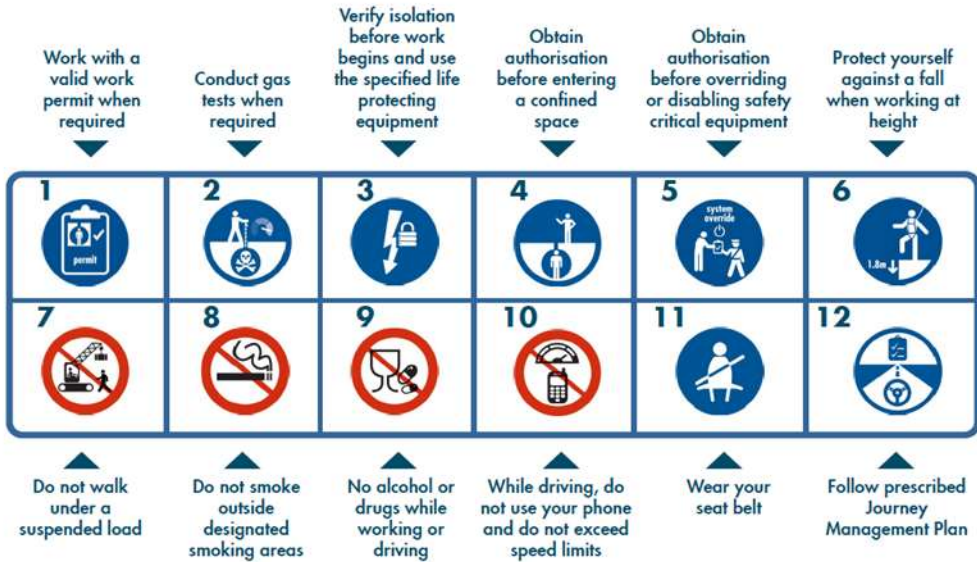 Work with a
valid work
permit when
required
Conduct gas
tests when
required
Verify isolation
before work
begins and use
the specified life
protecting
equipment
Obtain
authorisation
before entering
a confined
space
Obtain
authorisation
before overriding
or disabling safety
critical equipment
Protect yourself
against a fall
when working at
height
1
permit
2
3
4
5
system
override
6
1.8m
7
8
9
10
11
12
Do not walk
under a
suspended load
Do not smoke
outside
designated
smoking areas
No alcohol or
drugs while
working or
driving
While driving, do
not use your phone
and do not exceed
speed limits
Wear your
seat belt
Follow prescribed
Journey
Management Plan